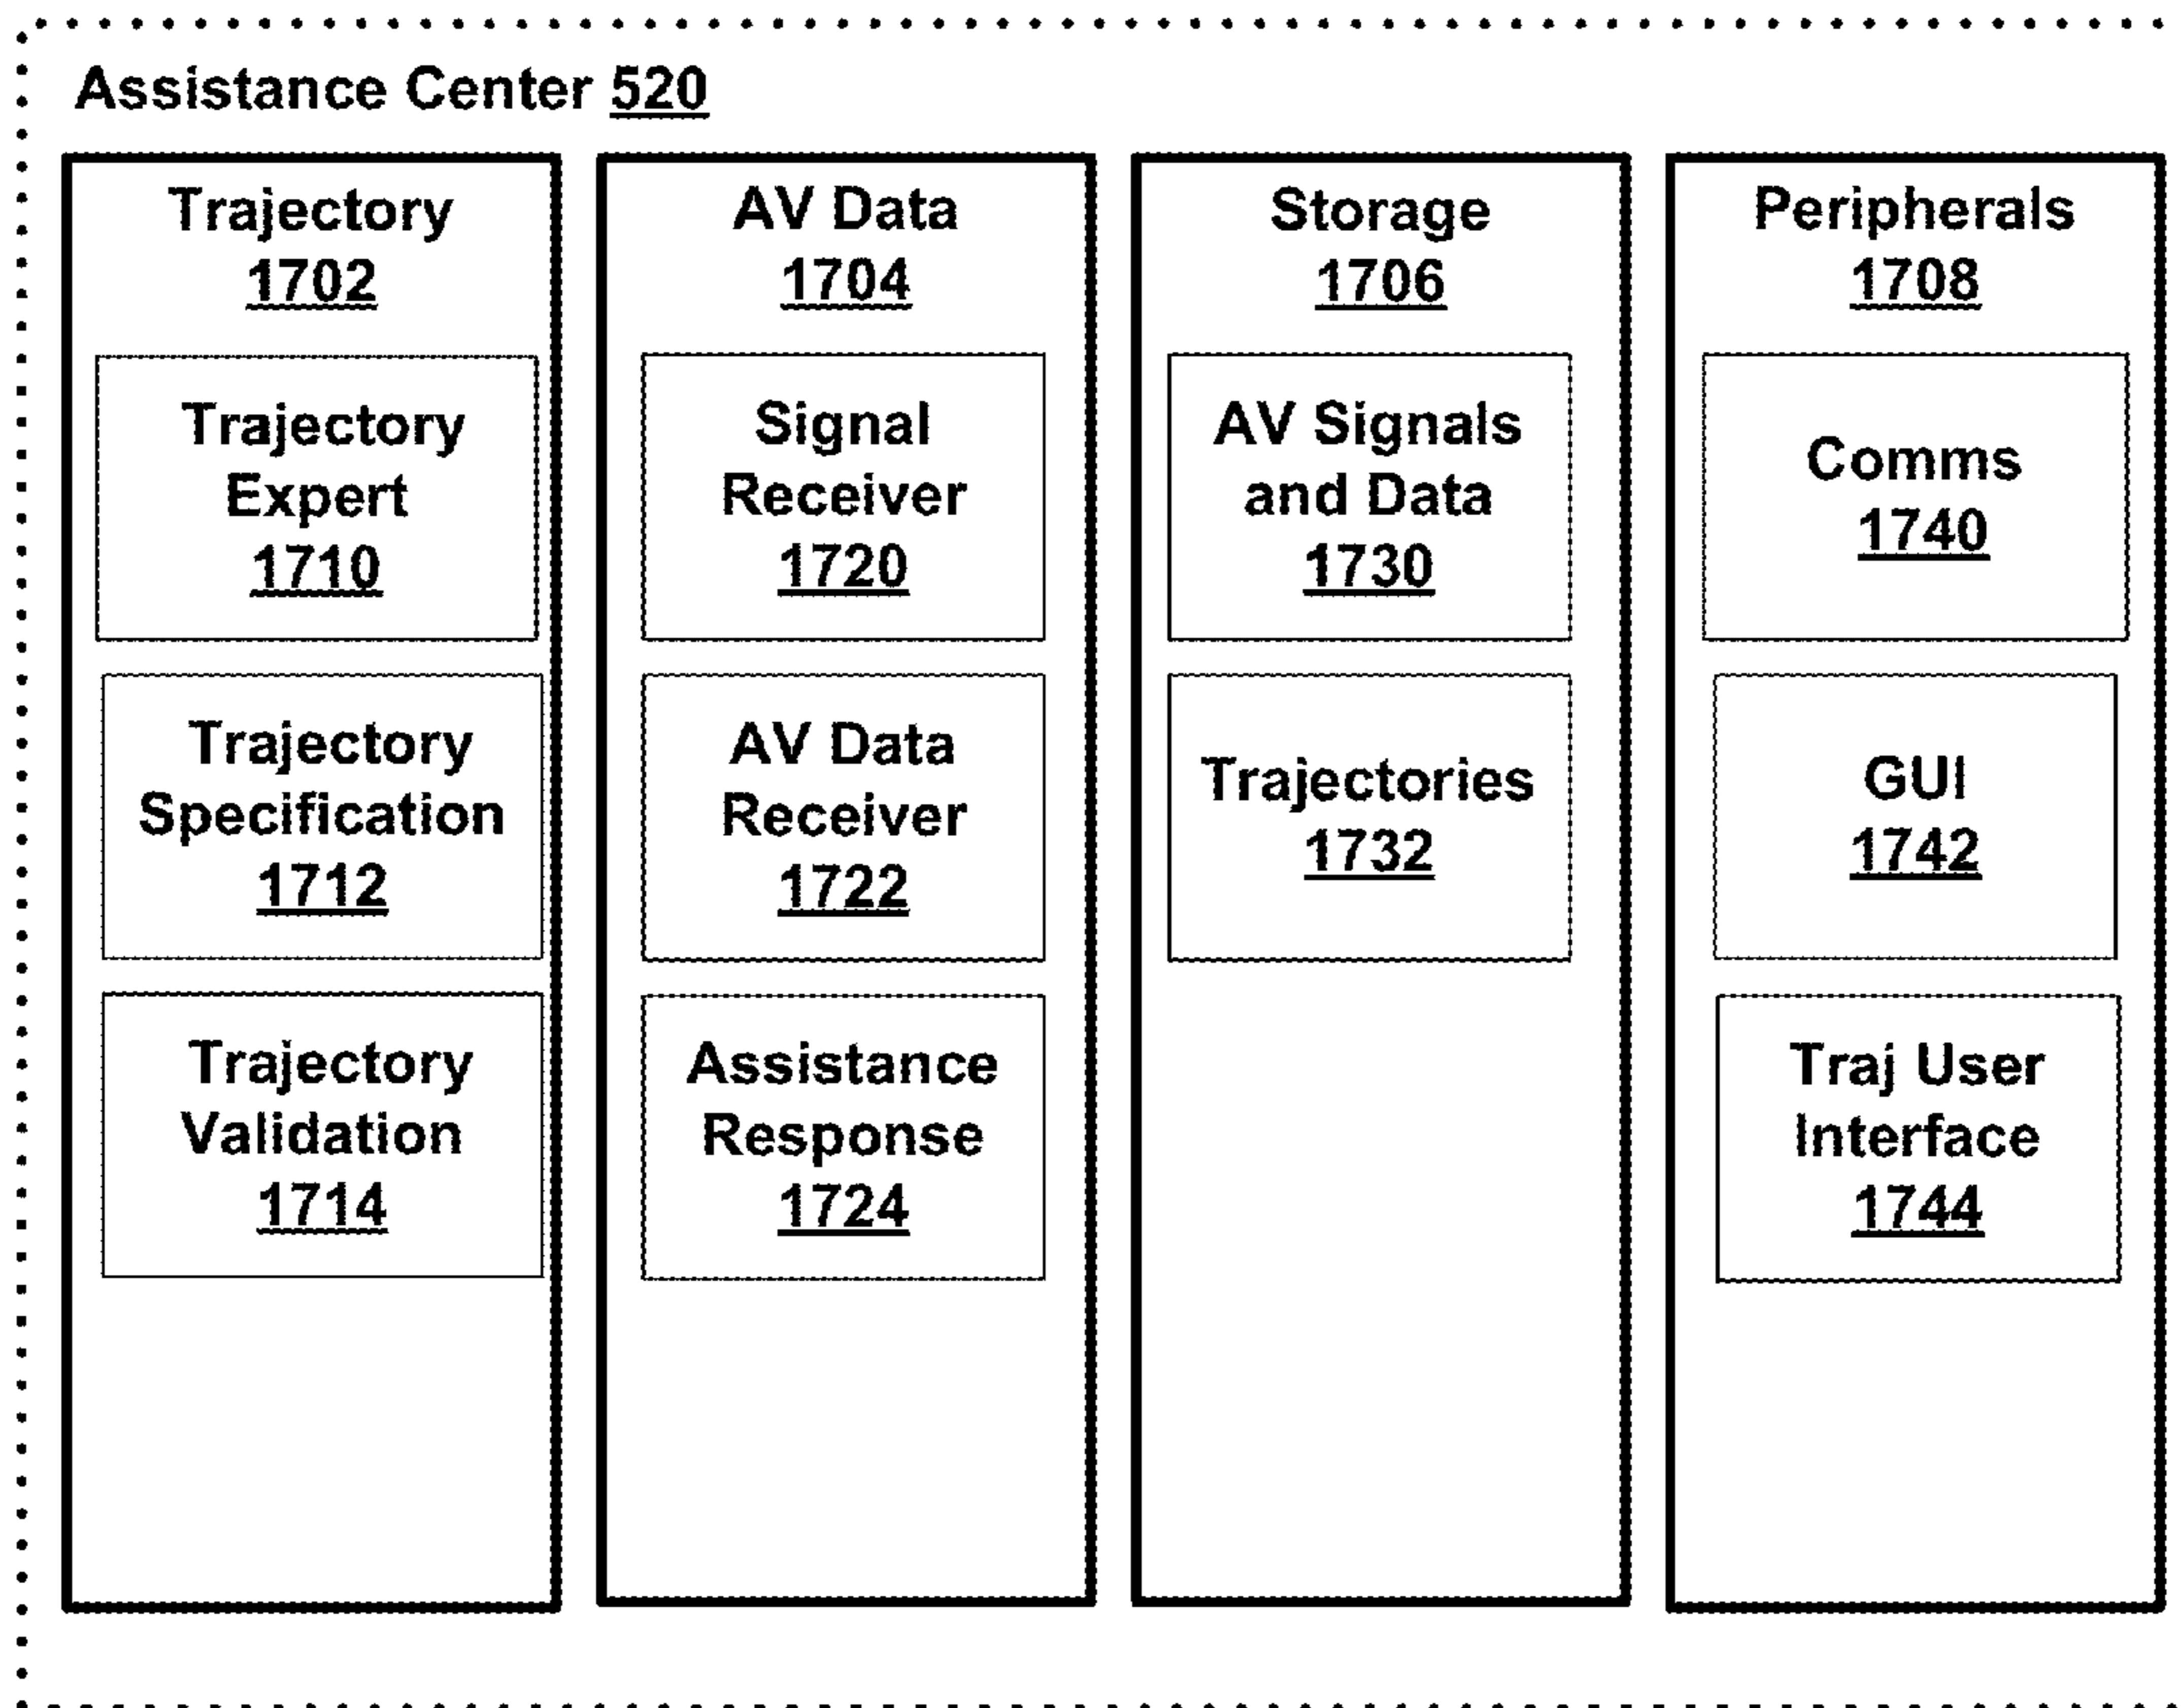 Assistance Center 520
Trajectory
1702
Trajectory
Expert
1710
Trajectory
Specification
1712
Trajectory
Validation
1714
AV Data
1704
Signal
Receiver
1720
AV Data
Receiver
1722
Assistance
Response
1724
Storage
1706
AV Signals
and Data
1730
Trajectories
1732
Peripherals
1708
Comms
1740
GUI
1742
Traj User
Interface
1744